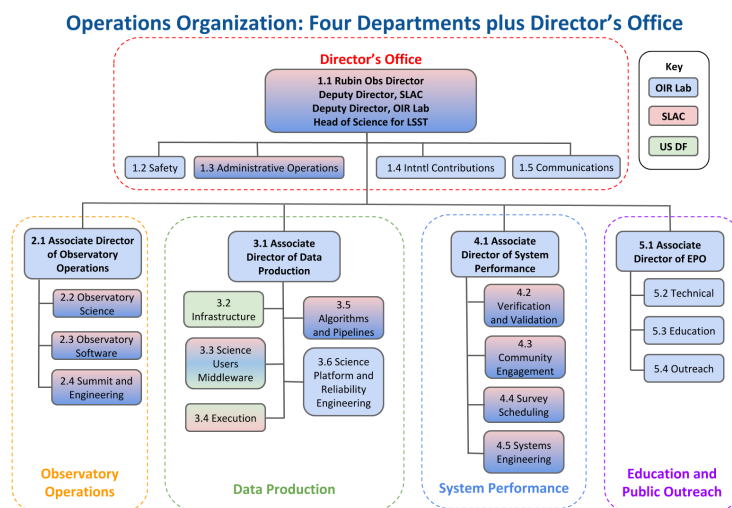 Operations Organization: Four Departments plus Director's Office
Director's Office
1.1 Rubin Obs Director
Deputy Director, SLAC
Deputy Director, OIR Lab
Head of Science for LSST
Key
OIR Lab
SLAC
US DF
1.2 Safety
1.3 Administrative Operations
1.4 Intntl Contributions
1.5 Communications
2.1 Associate Director
of Observatory
Operations
2.2 Observatory
Science
2.3 Observatory
Software
2.4 Summit and
Engineering
Observatory
Operations
3.1 Associate
Director of Data
Production
3.2
Infrastructure
3.3 Science
Users
Middleware
3.4 Execution
3.5
Algorithms
and Pipelines
3.6 Science
Platform and
Reliability
Engineering
Data Production
4.1 Associate
Director of System
Performance
4.2
Verification
and Validation
4.3
Community
Engagement
4.4 Survey
Scheduling
4.5 Systems
Engineering
System Performance
5.1 Associate
Director of EPO
5.2 Technical
5.3 Education
5.4 Outreach
Education and
Public Outreach